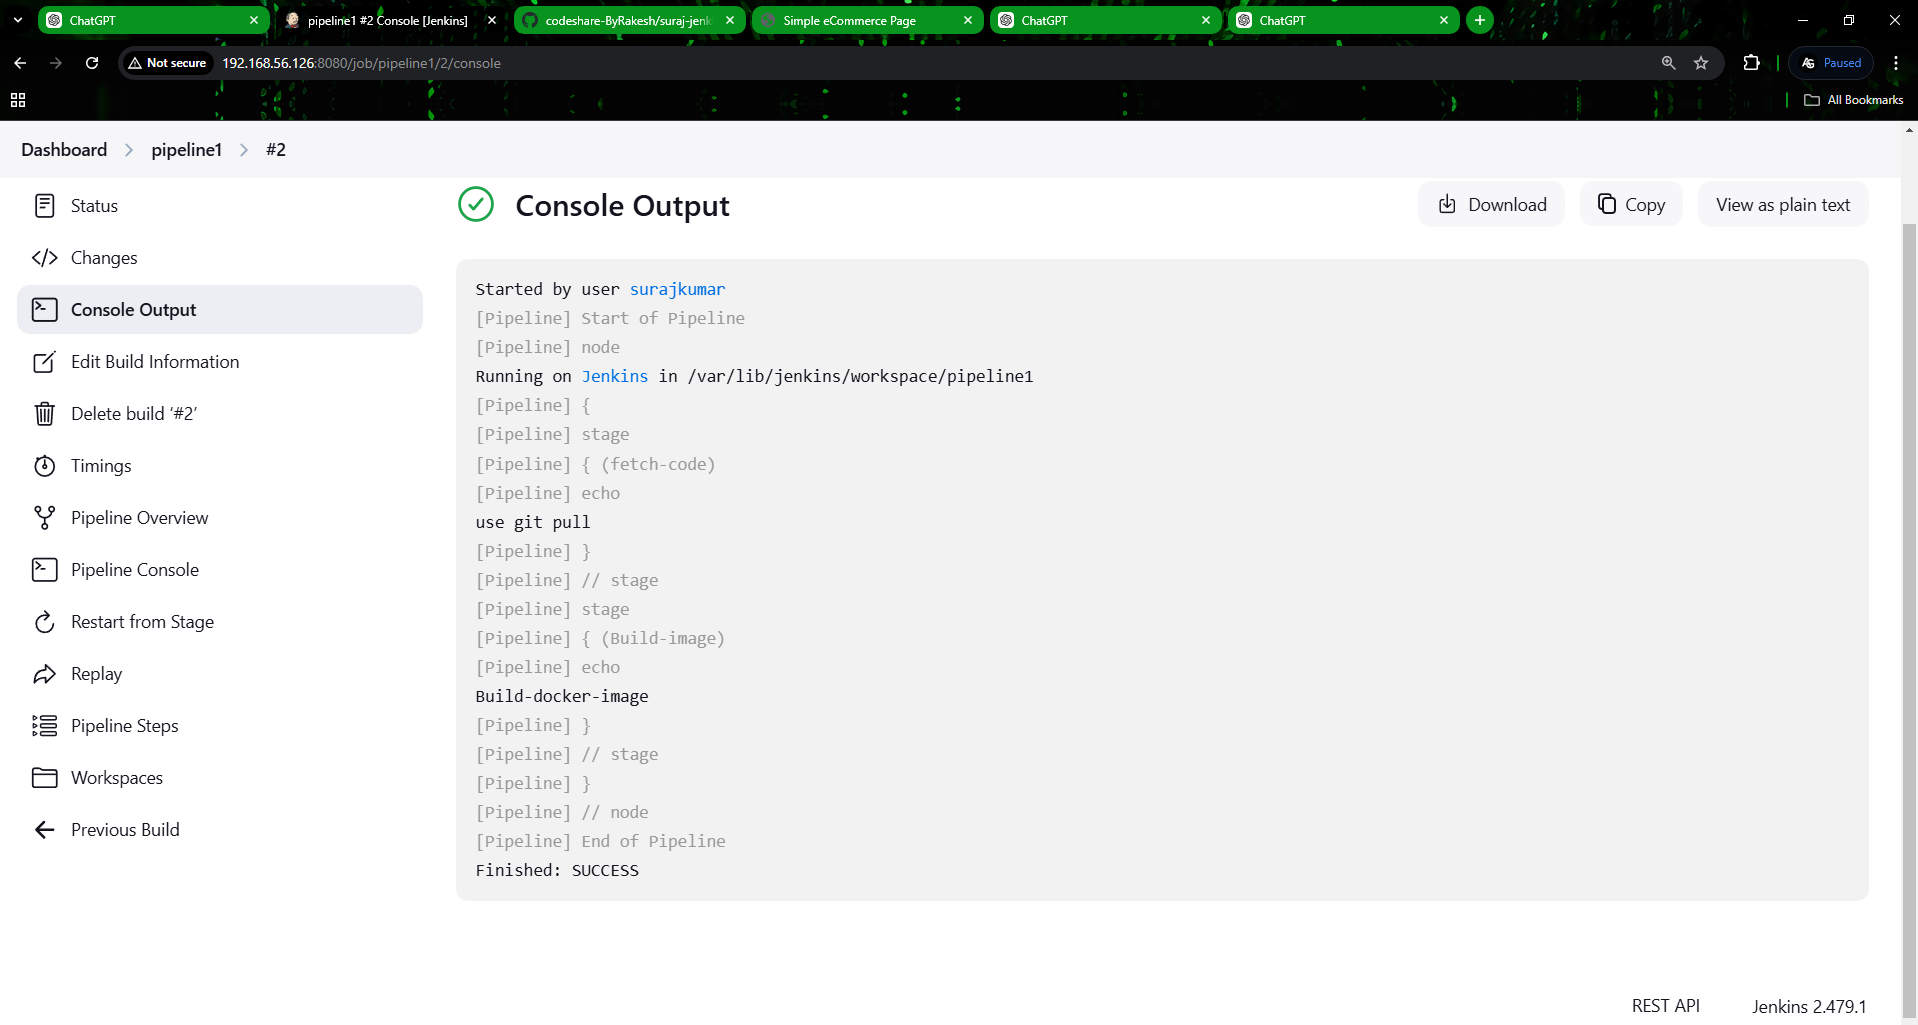 ChatGPT
pipeline1 #2 Console [Jenkins]
codeshare-ByRakesh/suraj-jenk
Simple eCommerce Page
ChatGPT
ChatGPT
Not secure
192.168.56.126:8080/job/pipeline1/2/console
Paused
All Bookmarks
Dashboard
pipeline1
#2
Status
Changes
Console Output
Edit Build Information
Delete build ‘#2’
Timings
Pipeline Overview
Pipeline Console
Restart from Stage
Replay
Pipeline Steps
Workspaces
Previous Build
Console Output
Download
Copy
View as plain text
Started by user surajkumar
[Pipeline] Start of Pipeline
[Pipeline] node
Running on Jenkins in /var/lib/jenkins/workspace/pipeline1
[Pipeline] {
[Pipeline] stage
[Pipeline] { (fetch-code)
[Pipeline] echo
use git pull
[Pipeline] }
[Pipeline] // stage
[Pipeline] stage
[Pipeline] { (Build-image)
[Pipeline] echo
Build-docker-image
[Pipeline] }
[Pipeline] // stage
[Pipeline] }
[Pipeline] // node
[Pipeline] End of Pipeline
Finished: SUCCESS
REST API
Jenkins 2.479.1